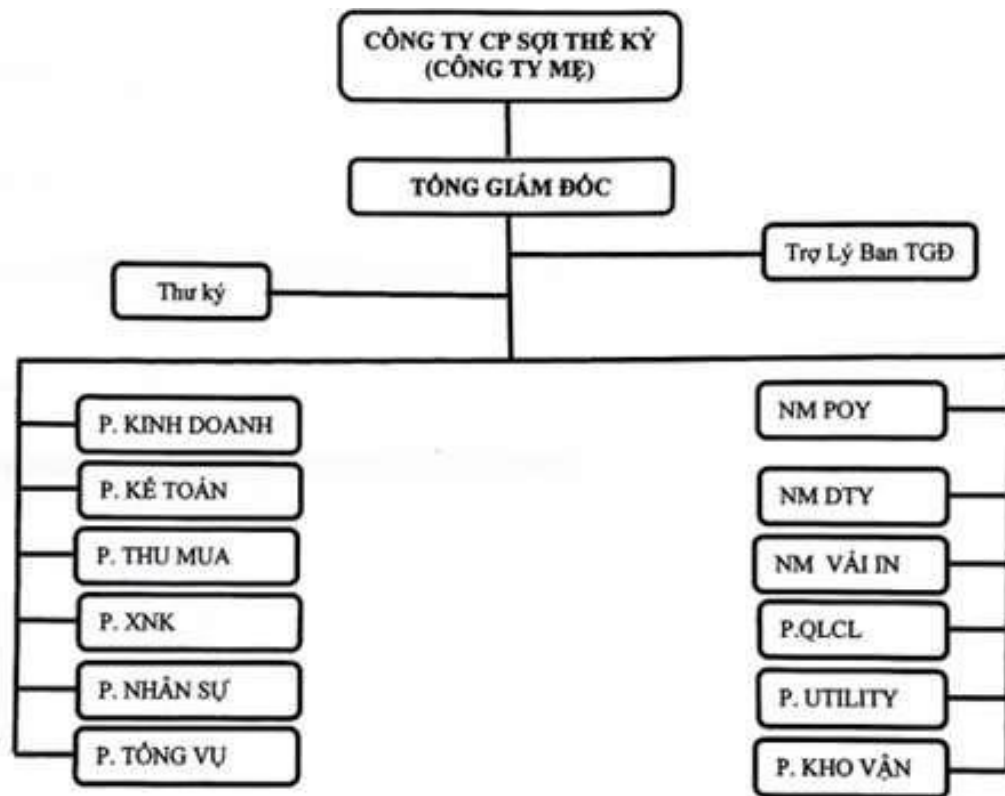 CÔNG TY CP SỢI THẾ KỶ
(CÔNG TY MẸ)
TỔNG GIÁM ĐỐC
Trợ Lý Ban TGĐ
Thư ký
P. KINH DOANH
P. KẾ TOÁN
P. THU MUA
P. XNK
P. NHÂN SỰ
P. TỔNG VỤ
NM POY
NM DTY
NM VẢI IN
P.QLCL
P. UTILITY
P. KHO VẬN